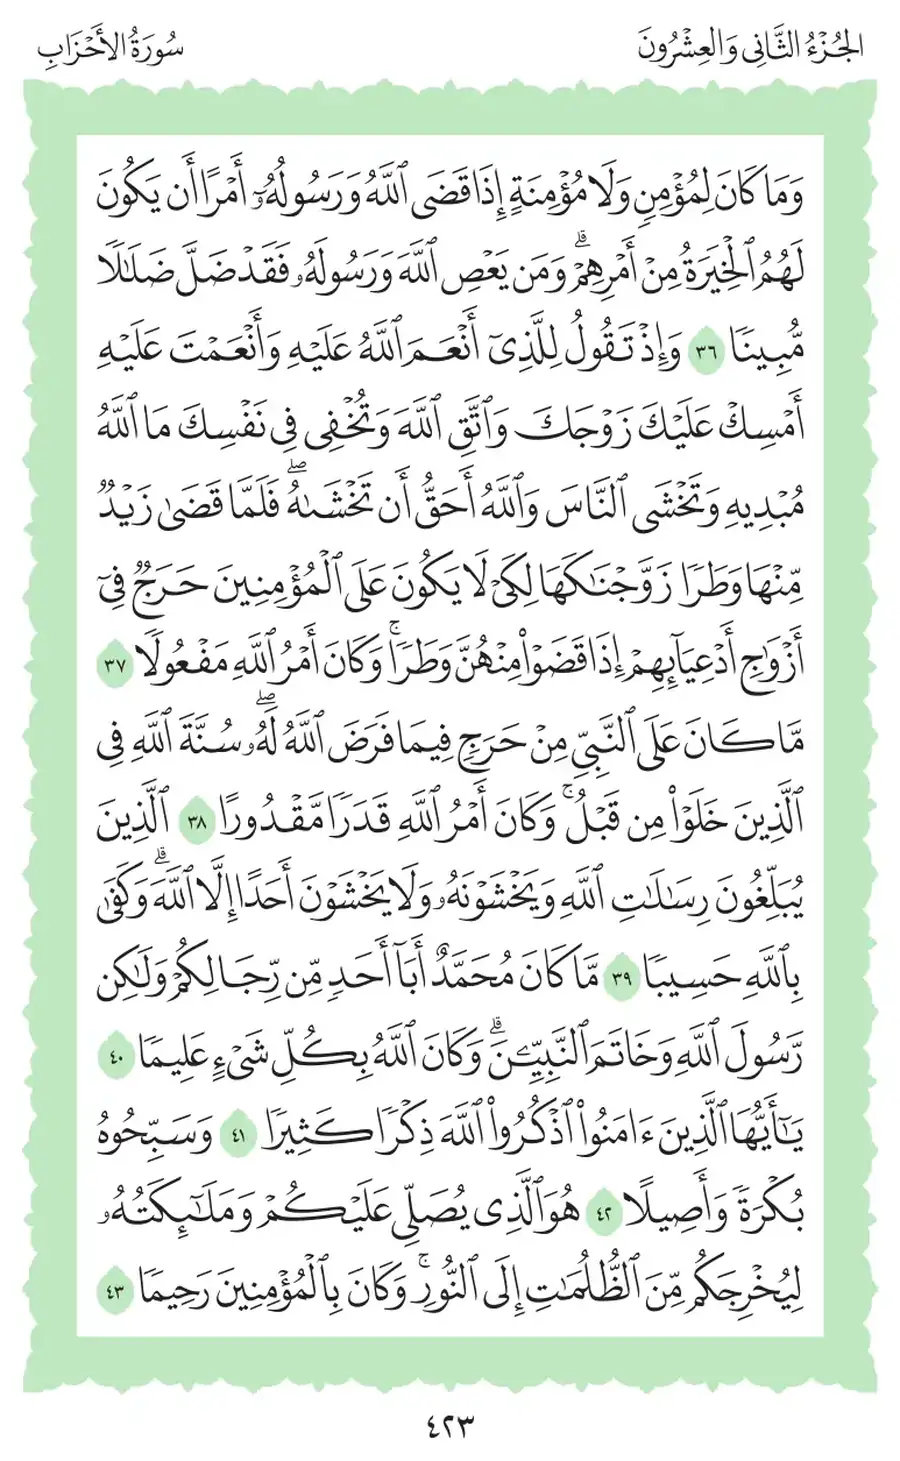 الجُزْءُ الثَّانِي وَالعِشْرُونَ
سُورَةُ الأَحْزَابِ
وَمَا كَانَ لِمُؤْمِنٖ وَلَا مُؤْمِنَةٍ إِذَا قَضَى ٱللَّهُ وَرَسُولُهُۥٓ أَمْرًا أَن يَكُونَ
لَهُمُ ٱلْخِيَرَةُ مِنْ أَمْرِهِمْۗ وَمَن يَعْصِ ٱللَّهَ وَرَسُولَهُۥ فَقَدْ ضَلَّ ضَلَٰلٗا
مُّبِينٗا ٣٦ وَإِذْ تَقُولُ لِلَّذِيٓ أَنْعَمَ ٱللَّهُ عَلَيْهِ وَأَنْعَمْتَ عَلَيْهِ
أَمْسِكْ عَلَيْكَ زَوْجَكَ وَٱتَّقِ ٱللَّهَ وَتُخْفِي فِي نَفْسِكَ مَا ٱللَّهُ
مُبْدِيهِ وَتَخْشَى ٱلنَّاسَ وَٱللَّهُ أَحَقُّ أَن تَخْشَىٰهُۖ فَلَمَّا قَضَىٰ زَيْدٞ
مِّنْهَا وَطَرٗا زَوَّجْنَٰكَهَا لِكَيْ لَا يَكُونَ عَلَى ٱلْمُؤْمِنِينَ حَرَجٞ فِيٓ
أَزْوَٰجِ أَدْعِيَآئِهِمْ إِذَا قَضَوْاْ مِنْهُنَّ وَطَرٗاۚ وَكَانَ أَمْرُ ٱللَّهِ مَفْعُولٗا ٣٧
مَّا كَانَ عَلَى ٱلنَّبِيِّ مِنْ حَرَجٖ فِيمَا فَرَضَ ٱللَّهُ لَهُۥۖ سُنَّةَ ٱللَّهِ فِي
ٱلَّذِينَ خَلَوْاْ مِن قَبْلُۚ وَكَانَ أَمْرُ ٱللَّهِ قَدَرٗا مَّقْدُورًا ٣٨ ٱلَّذِينَ
يُبَلِّغُونَ رِسَٰلَٰتِ ٱللَّهِ وَيَخْشَوْنَهُۥ وَلَا يَخْشَوْنَ أَحَدًا إِلَّا ٱللَّهَۗ وَكَفَىٰ
بِٱللَّهِ حَسِيبٗا ٣٩ مَّا كَانَ مُحَمَّدٌ أَبَآ أَحَدٖ مِّن رِّجَالِكُمْ وَلَٰكِن
رَّسُولَ ٱللَّهِ وَخَاتَمَ ٱلنَّبِيِّـۧنَۗ وَكَانَ ٱللَّهُ بِكُلِّ شَيْءٍ عَلِيمٗا ٤٠
يَٰٓأَيُّهَا ٱلَّذِينَ ءَامَنُواْ ٱذْكُرُواْ ٱللَّهَ ذِكْرٗا كَثِيرٗا ٤١ وَسَبِّحُوهُ
بُكْرَةٗ وَأَصِيلًا ٤٢ هُوَ ٱلَّذِي يُصَلِّي عَلَيْكُمْ وَمَلَٰٓئِكَتُهُۥ
لِيُخْرِجَكُم مِّنَ ٱلظُّلُمَٰتِ إِلَى ٱلنُّورِۚ وَكَانَ بِٱلْمُؤْمِنِينَ رَحِيمٗا ٤٣
٤٢٣